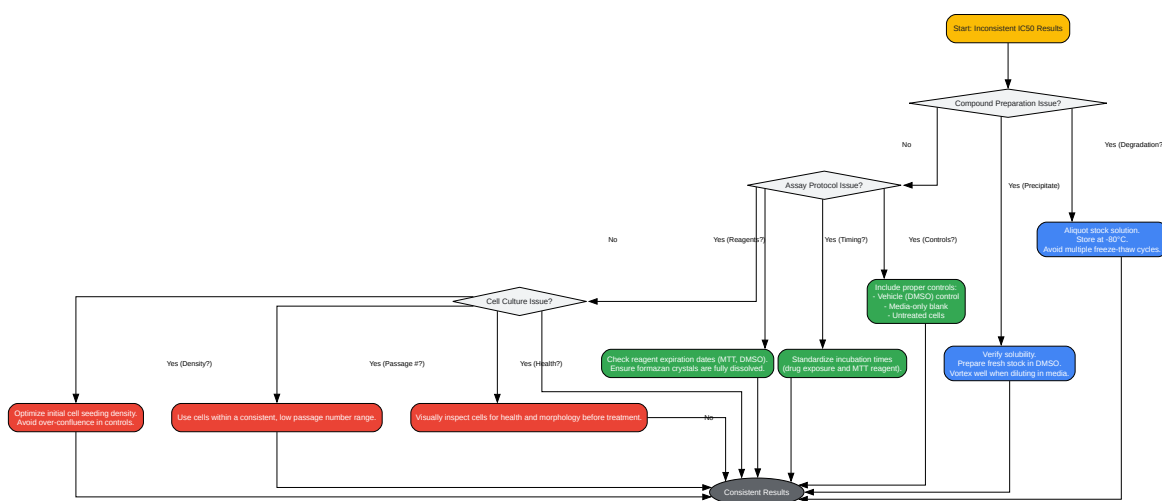 Start: Inconsistent IC50 Results
Compound Preparation Issue?
No
Yes (Degradation?
Assay Protocol Issue?
Yes (Precipitate)
Aliquot stock solution.
Store at -80°C.
Avoid multiple freeze-thaw cycles.
No
Yes (Reagents?)
Yes (Timing?)
Yes (Controls?)
Cell Culture Issue?
Include proper controls:
- Vehicle (DMSO) control
- Media-only blank
- Untreated cells
Yes (Density?)
Yes (Passage #?)
Yes (Health?)
Check reagent expiration dates (MTT, DMSO).
Ensure formazan crystals are fully dissolved.
Standardize incubation times
(drug exposure and MTT reagent).
Verify solubility.
Prepare fresh stock in DMSO.
Vortex well when diluting in media.
Optimize initial cell seeding density.
Avoid over-confluence in controls.
Use cells within a consistent, low passage number range.
Visually inspect cells for health and morphology before treatment.
No
Consistent Results